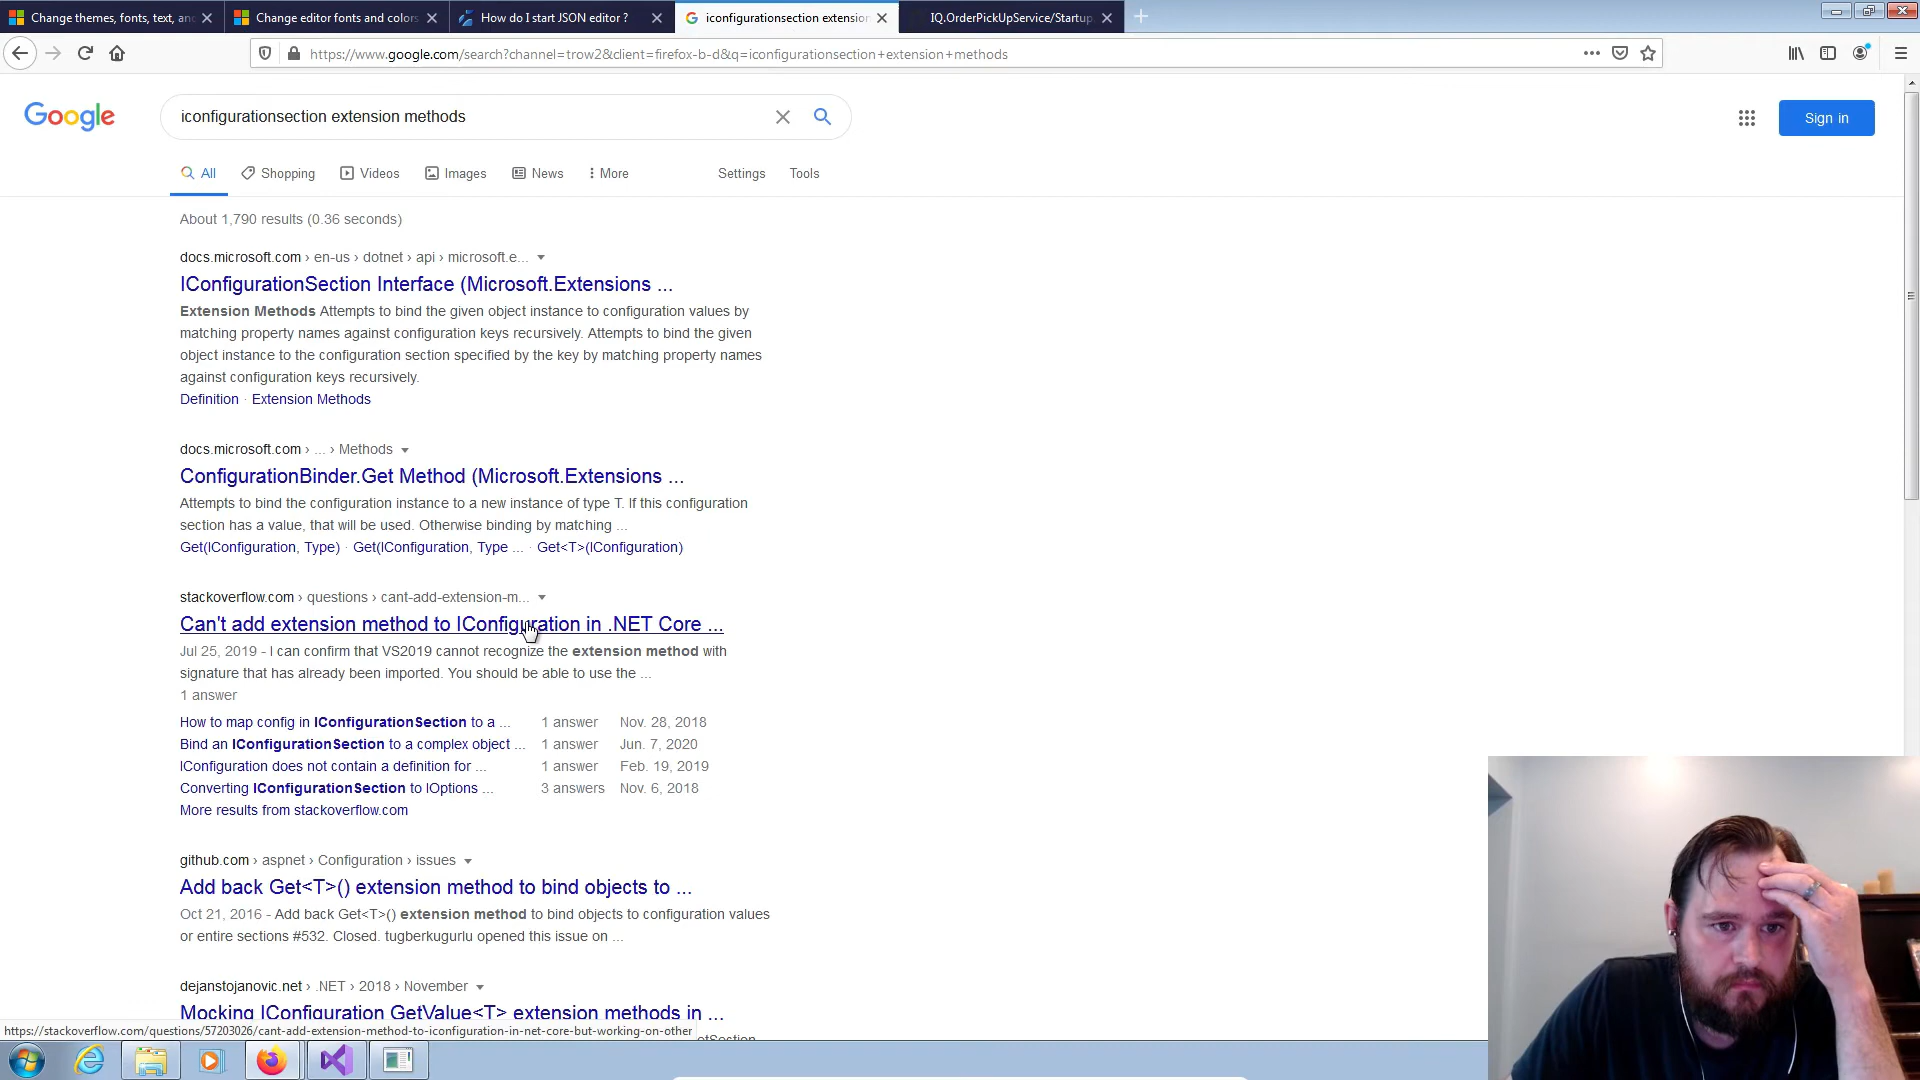 Change themes, fonts, text, and
Change editor fonts and colors
How do I start JSON editor ?
iconfigurationsection extension
IQ.OrderPickUpService/Startup
https://www.google.com/search?channel=trow2&client=firefox-b-d&q=iconfigurationsection+extension+methods
Google
iconfigurationsection extension methods
Sign in
All Shopping Videos Images News More Settings Tools
About 1,790 results (0.36 seconds)
docs.microsoft.com › en-us › dotnet › api › microsoft.e...
IConfigurationSection Interface (Microsoft.Extensions ...
Extension Methods Attempts to bind the given object instance to configuration values by
matching property names against configuration keys recursively. Attempts to bind the given
object instance to the configuration section specified by the key by matching property names
against configuration keys recursively.
Definition · Extension Methods
docs.microsoft.com › ... › Methods
ConfigurationBinder.Get Method (Microsoft.Extensions ...
Attempts to bind the configuration instance to a new instance of type T. If this configuration
section has a value, that will be used. Otherwise binding by matching ...
Get(IConfiguration, Type) · Get(IConfiguration, Type ... · Get<T>(IConfiguration)
stackoverflow.com › questions › cant-add-extension-m...
Can't add extension method to IConfiguration in .NET Core ...
Jul 25, 2019 - I can confirm that VS2019 cannot recognize the extension method with
signature that has already been imported. You should be able to use the ...
1 answer
How to map config in IConfigurationSection to a ... 1 answer Nov. 28, 2018
Bind an IConfigurationSection to a complex object ... 1 answer Jun. 7, 2020
IConfiguration does not contain a definition for ... 1 answer Feb. 19, 2019
Converting IConfigurationSection to IOptions ... 3 answers Nov. 6, 2018
More results from stackoverflow.com
github.com › aspnet › Configuration › issues
Add back Get<T>() extension method to bind objects to ...
Oct 21, 2016 - Add back Get<T>() extension method to bind objects to configuration values
or entire sections #532. Closed. tugberkugurlu opened this issue on ...
dejanstojanovic.net › .NET › 2018 › November
Mocking IConfiguration GetValue<T> extension methods in ...
https://stackoverflow.com/questions/57203026/cant-add-extension-method-to-iconfiguration-in-net-core-but-working-on-other